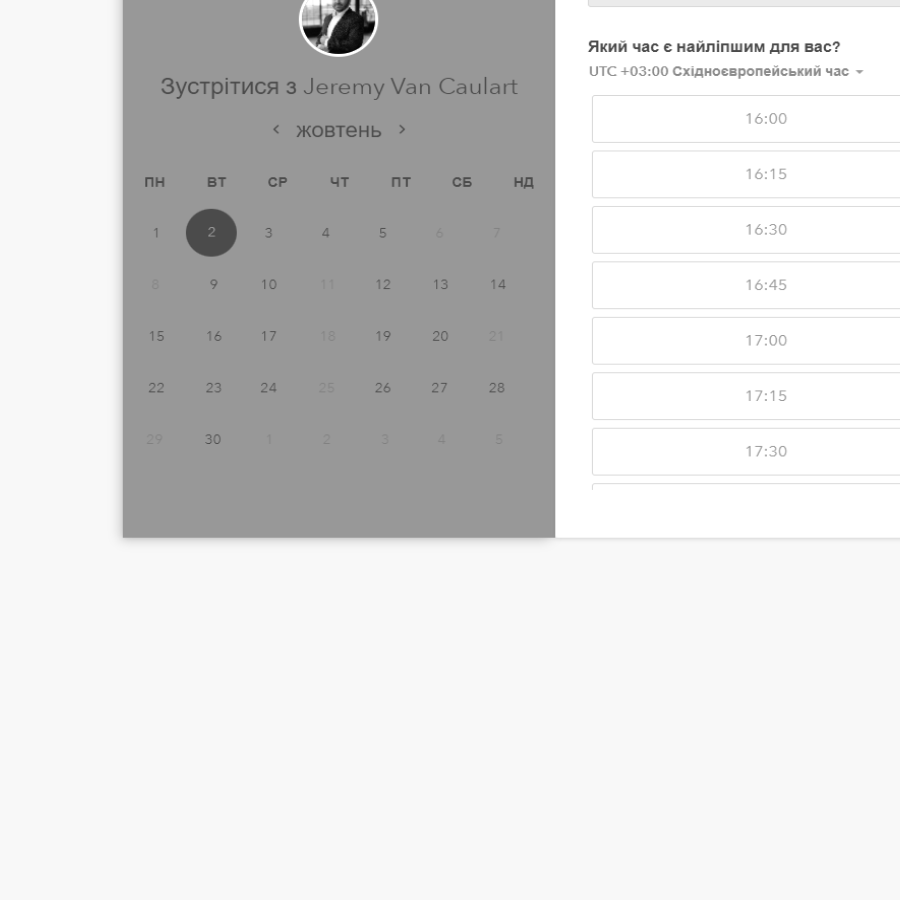 Зустрітися з Jeremy Van Caulart
‹ жовтень ›
ПН ВТ СР ЧТ ПТ СБ НД
1 2 3 4 5 6 7
8 9 10 11 12 13 14
15 16 17 18 19 20 21
22 23 24 25 26 27 28
29 30 1 2 3 4 5
Який час є найліпшим для вас?
UTC +03:00 Східноєвропейський час
16:00
16:15
16:30
16:45
17:00
17:15
17:30